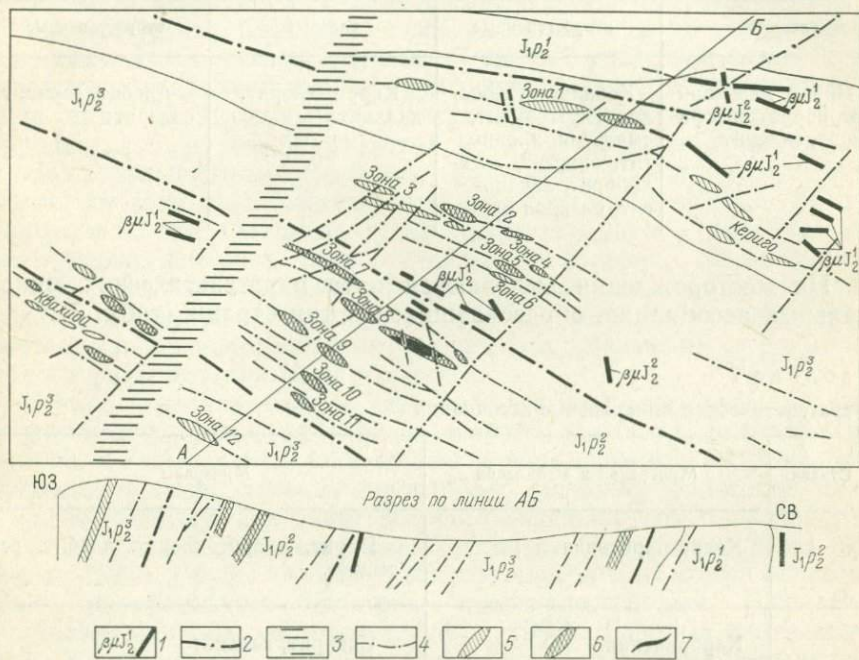 Б
J₁p₂¹
J₁p₂³
Зона 1
βμJ₂¹
βμJ₂²
βμJ₂¹
Зона 3
Зона 2
Зона 4
Зона 5
Зона 6
Кериго
βμJ₂¹
βμJ₂¹
Зона 7
βμJ₂¹
Зона 8
Квахиди
Зона 9
Зона 10
Зона 11
Зона 12
А
βμJ₂²
J₁p₂³
J₁p₂³
J₁p₂³
J₁p₂²
ЮЗ
Разрез по линии АБ
СВ
J₁p₂³
J₁p₂²
J₁p₂³
J₁p₂¹
J₁p₂²
βμJ₂¹ 1 2 3 4 5 6 7